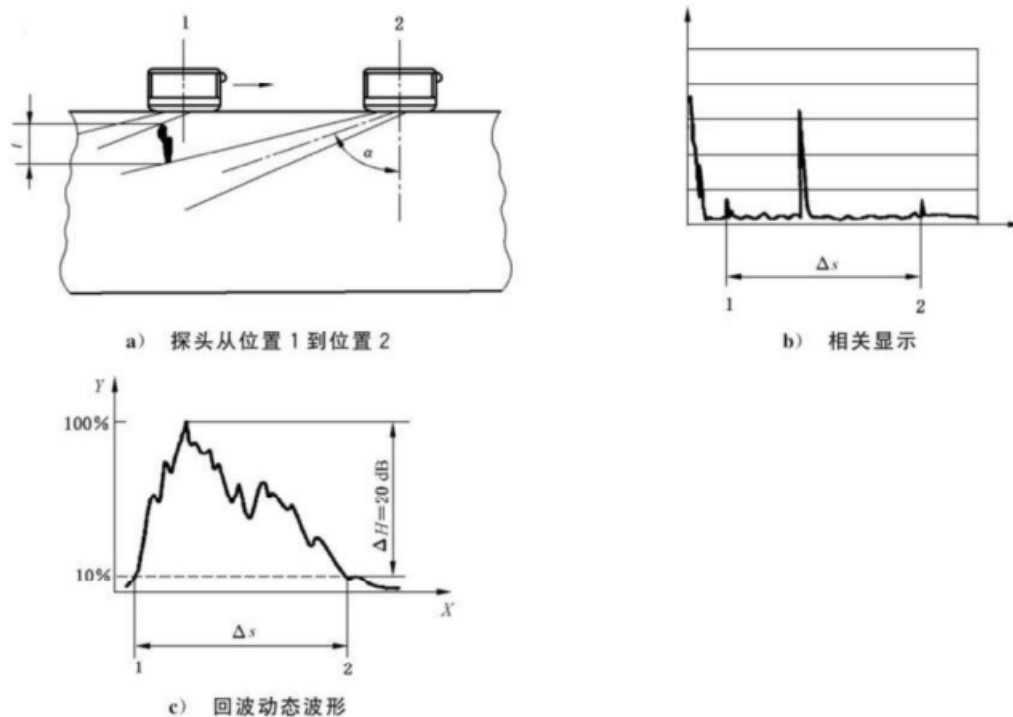 1
2
l
α
a) 探头从位置 1 到位置 2
Δs
1
2
b) 相关显示
Y
100%
10%
ΔH=20 dB
X
Δs
1
2
c) 回波动态波形